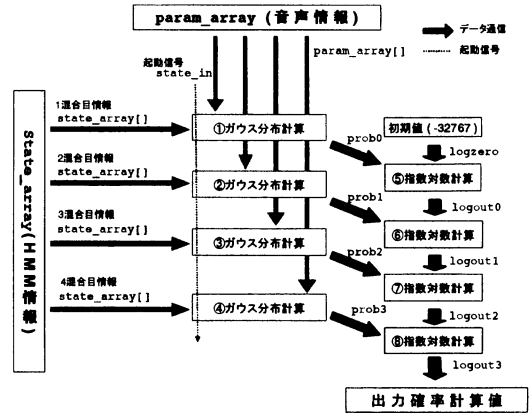 param_array (音声情報)
データ通信
起動信号
起動信号
state_in
param_array[]
State_array(HMM情報)
1混合目情報
state_array[]
①ガウス分布計算
prob0
初期値 (-32767)
logzero
⑤指数対数計算
2混合目情報
state_array[]
②ガウス分布計算
prob1
logout0
⑥指数対数計算
3混合目情報
state_array[]
③ガウス分布計算
prob2
logout1
⑦指数対数計算
4混合目情報
state_array[]
④ガウス分布計算
prob3
logout2
⑧指数対数計算
logout3
出力確率計算値